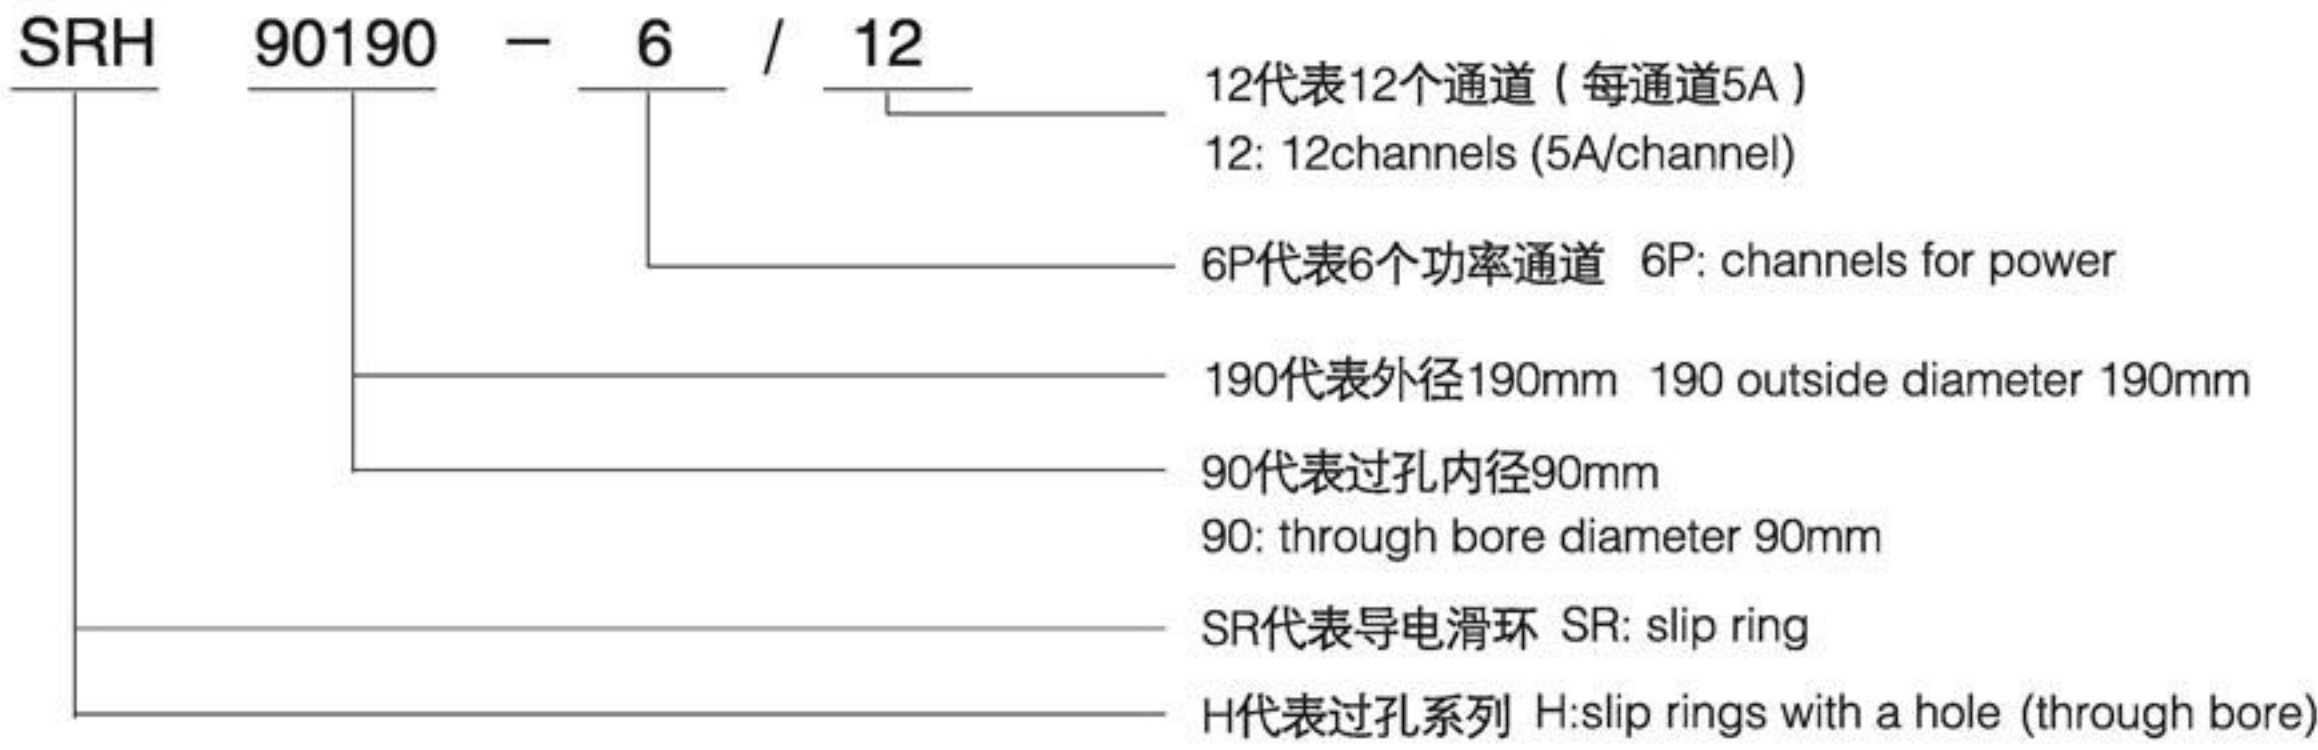 SRH 90190 - 6 / 12
12代表12个通道（每通道5A）
12: 12channels (5A/channel)
6P代表6个功率通道 6P: channels for power
190代表外径190mm 190 outside diameter 190mm
90代表过孔内径90mm
90: through bore diameter 90mm
SR代表导电滑环 SR: slip ring
H代表过孔系列 H:slip rings with a hole (through bore)